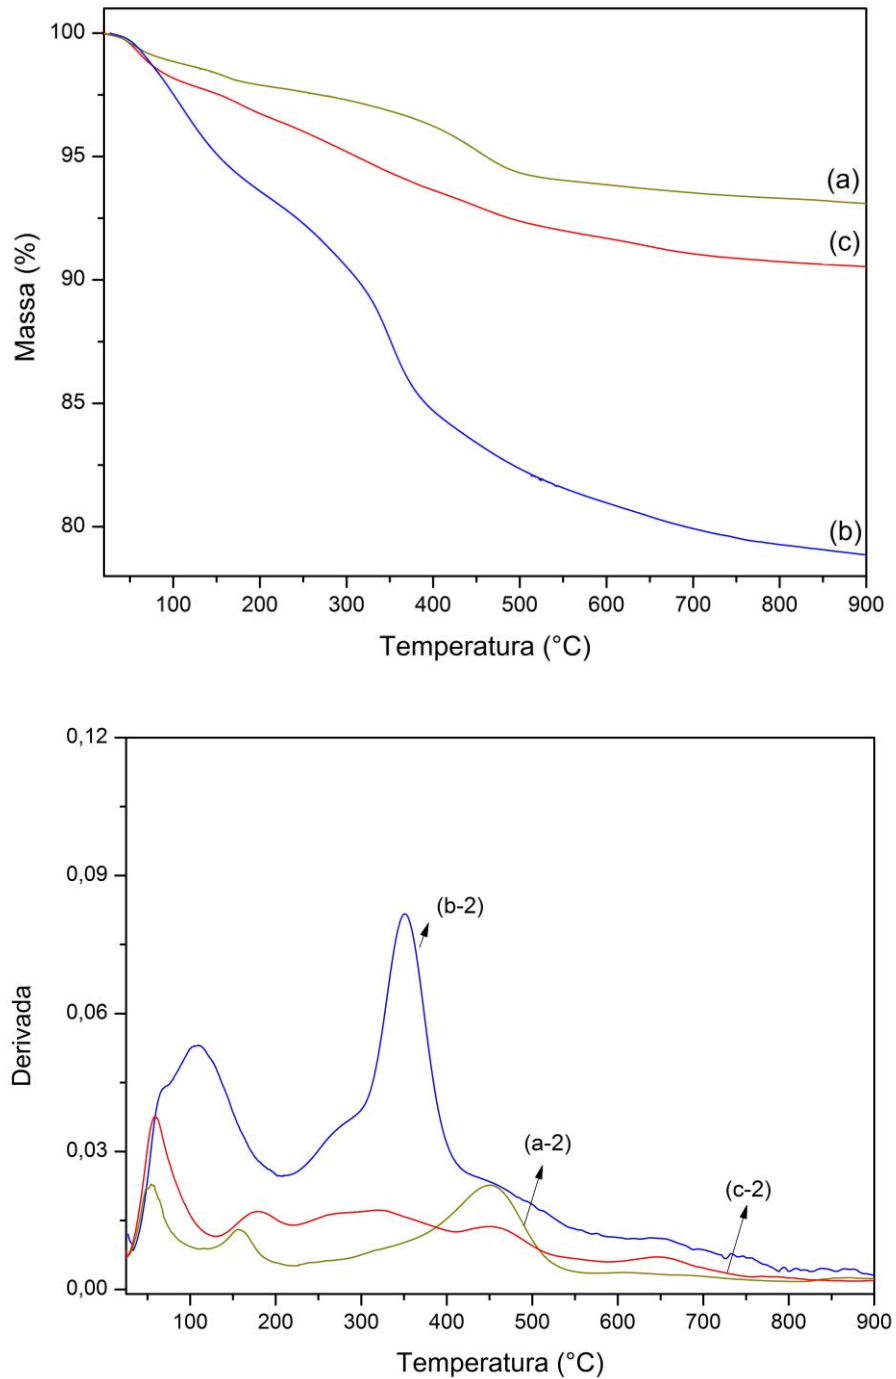 100
95
90
85
80
Massa (%)
(a)
(c)
(b)
100 200 300 400 500 600 700 800 900
Temperatura (°C)
0,12
0,09
0,06
0,03
0,00
Derivada
(b-2)
(a-2)
(c-2)
100 200 300 400 500 600 700 800 900
Temperatura (°C)